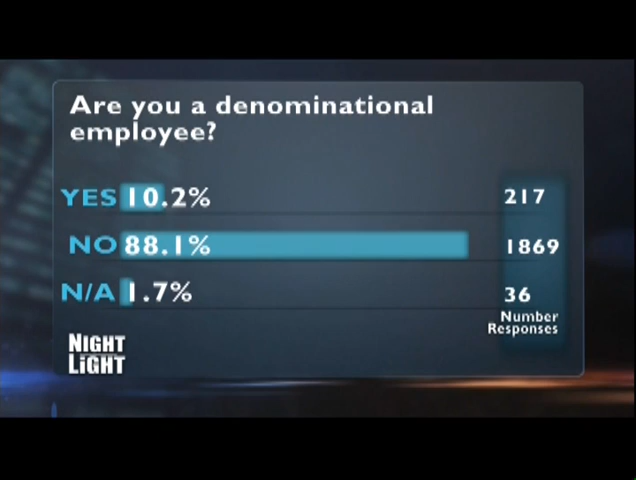 Are you a denominational
employee?
YES 10.2% 217
NO 88.1% 1869
N/A 1.7% 36
Number
Responses
NIGHT
LiGHT